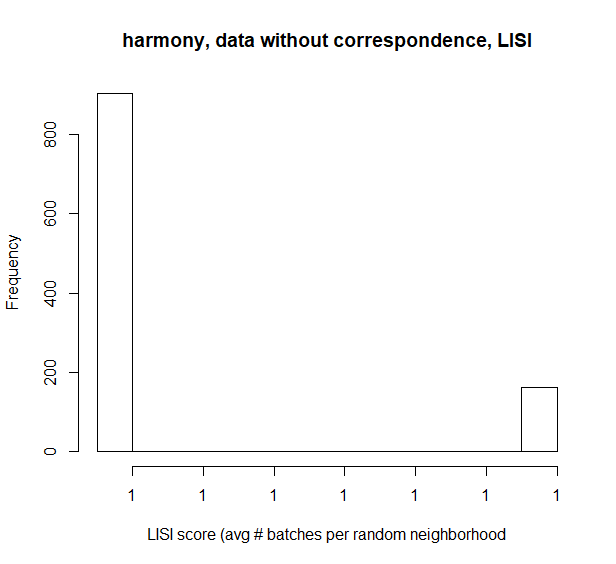 harmony, data without correspondence, LISI
Frequency
800
600
400
200
0
1 1 1 1 1 1 1
LISI score (avg # batches per random neighborhood